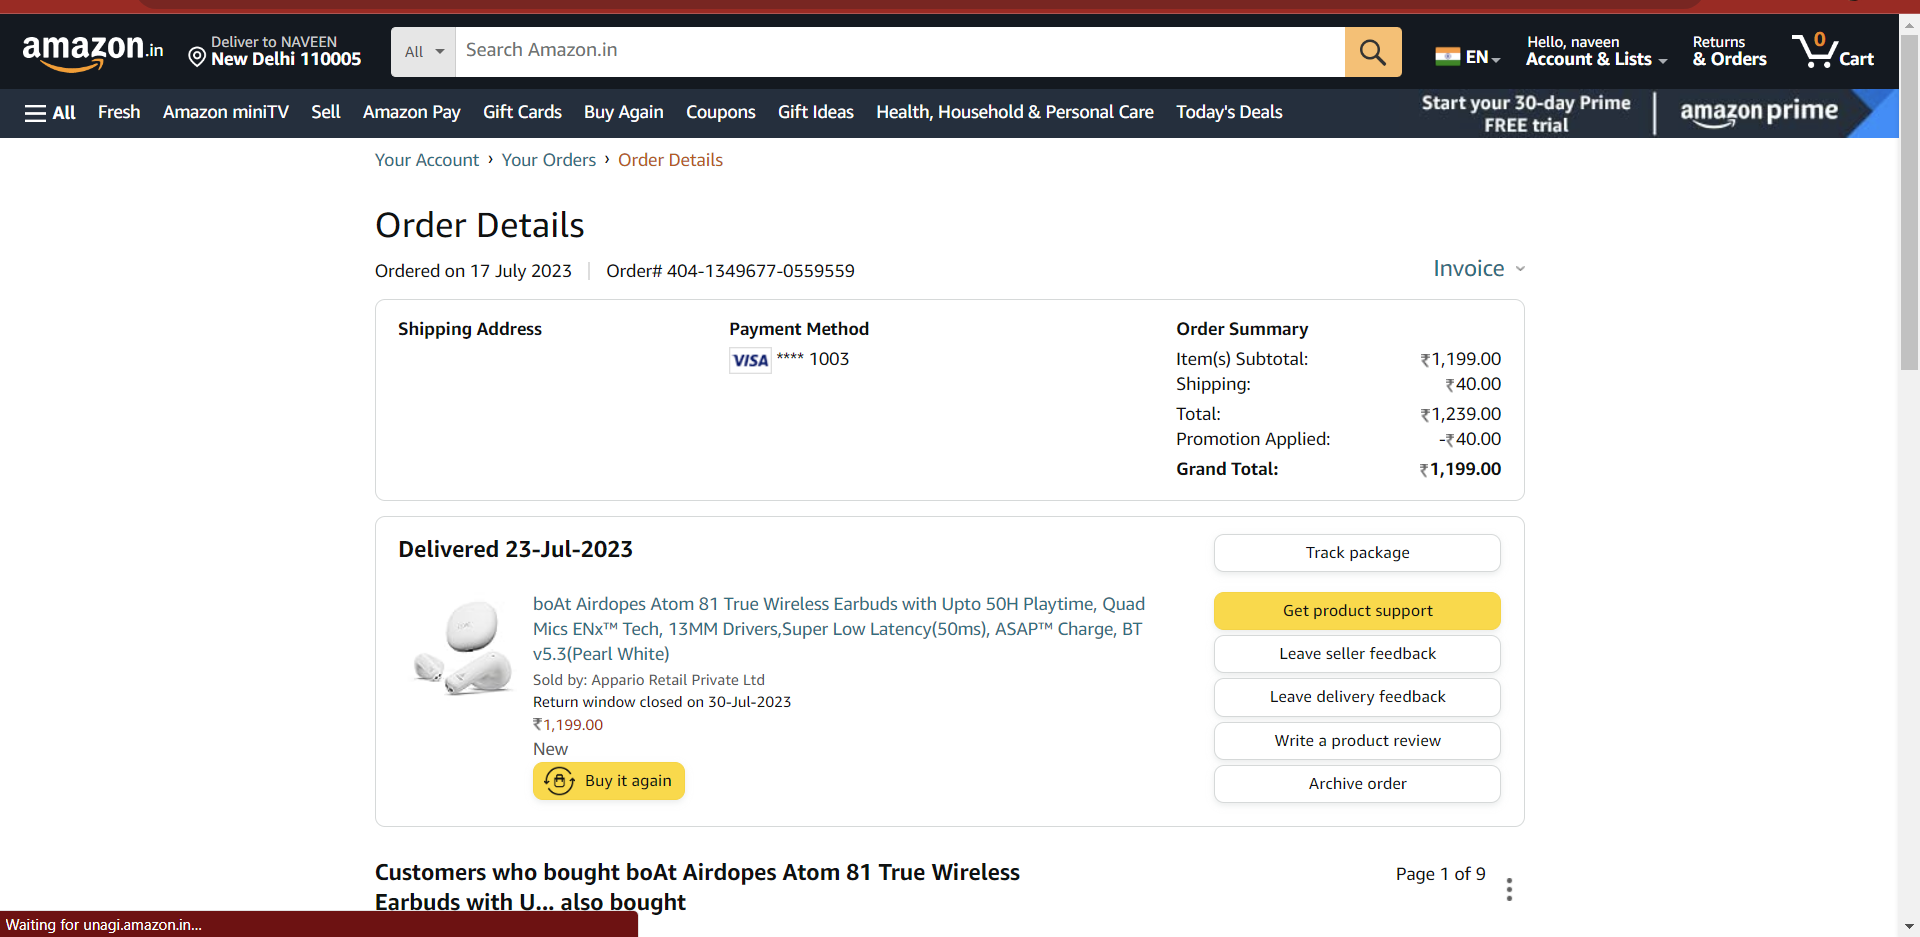 amazon.in
Deliver to NAVEEN
New Delhi 110005
All
Search Amazon.in
EN
Hello, naveen
Account & Lists
Returns
& Orders
0
Cart
All
Fresh
Amazon miniTV
Sell
Amazon Pay
Gift Cards
Buy Again
Coupons
Gift Ideas
Health, Household & Personal Care
Today's Deals
Start your 30-day Prime
FREE trial
amazon prime
Your Account › Your Orders › Order Details
Order Details
Ordered on 17 July 2023
Order# 404-1349677-0559559
Invoice
Shipping Address
Payment Method
VISA **** 1003
Order Summary
Item(s) Subtotal: ₹1,199.00
Shipping: ₹40.00
Total: ₹1,239.00
Promotion Applied: -₹40.00
Grand Total: ₹1,199.00
Delivered 23-Jul-2023
boAt Airdopes Atom 81 True Wireless Earbuds with Upto 50H Playtime, Quad
Mics ENx™ Tech, 13MM Drivers,Super Low Latency(50ms), ASAP™ Charge, BT
v5.3(Pearl White)
Sold by: Appario Retail Private Ltd
Return window closed on 30-Jul-2023
₹1,199.00
New
Buy it again
Track package
Get product support
Leave seller feedback
Leave delivery feedback
Write a product review
Archive order
Customers who bought boAt Airdopes Atom 81 True Wireless
Earbuds with U... also bought
Page 1 of 9
Waiting for unagi.amazon.in...